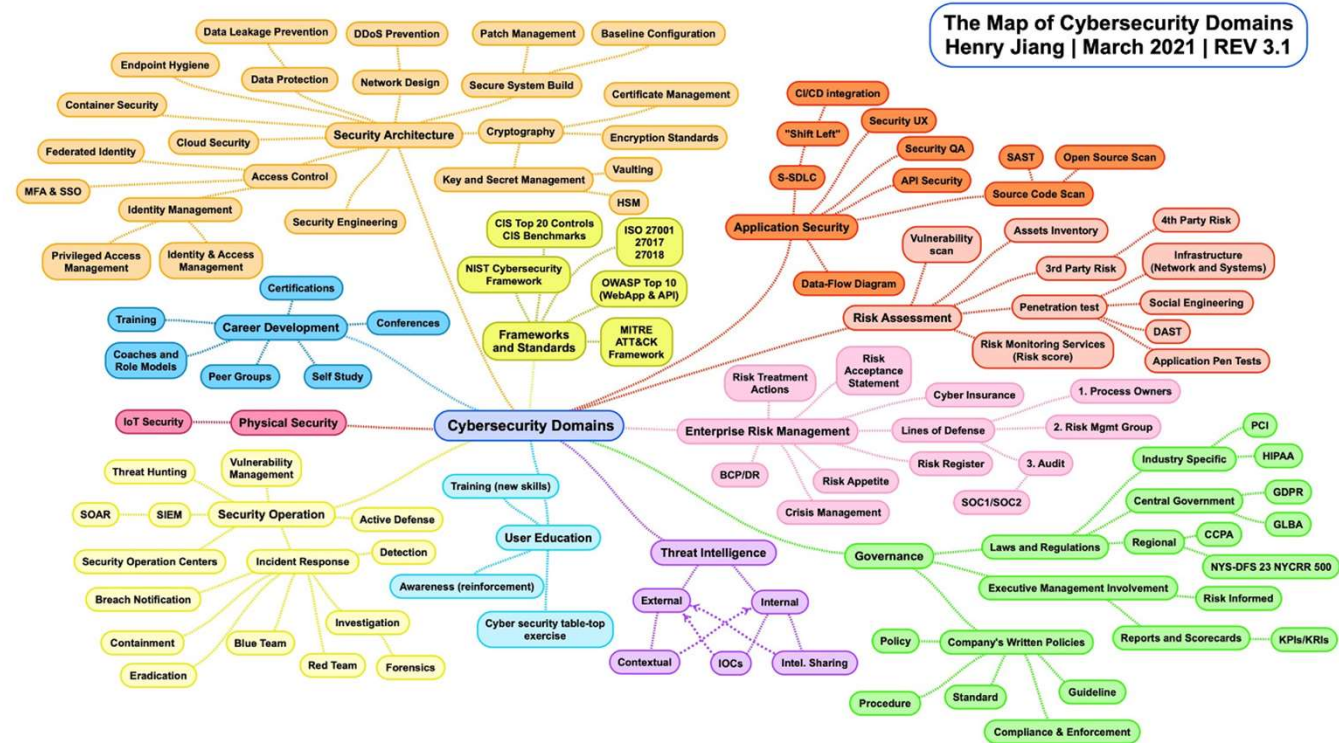 The Map of Cybersecurity Domains
Henry Jiang | March 2021 | REV 3.1
Data Leakage Prevention
DDoS Prevention
Patch Management
Baseline Configuration
Endpoint Hygiene
Data Protection
Network Design
Secure System Build
Container Security
Certificate Management
Cloud Security
Security Architecture
Cryptography
Encryption Standards
Federated Identity
Access Control
Key and Secret Management
Vaulting
HSM
MFA & SSO
Identity Management
Security Engineering
Privileged Access
Management
Identity & Access
Management
CI/CD integration
"Shift Left"
S-SDLC
Security UX
Security QA
API Security
SAST
Open Source Scan
Source Code Scan
Application Security
Data-Flow Diagram
CIS Top 20 Controls
CIS Benchmarks
ISO 27001
27017
27018
NIST Cybersecurity
Framework
OWASP Top 10
(WebApp & API)
Frameworks
and Standards
MITRE
ATT&CK
Framework
Vulnerability
scan
Assets Inventory
4th Party Risk
3rd Party Risk
Infrastructure
(Network and Systems)
Risk Assessment
Penetration test
Social Engineering
DAST
Application Pen Tests
Risk Monitoring Services
(Risk score)
Certifications
Training
Career Development
Conferences
Coaches and
Role Models
Peer Groups
Self Study
IoT Security
Physical Security
Cybersecurity Domains
Risk Treatment
Actions
Risk
Acceptance
Statement
Cyber Insurance
1. Process Owners
Enterprise Risk Management
Lines of Defense
2. Risk Mgmt Group
3. Audit
SOC1/SOC2
BCP/DR
Risk Appetite
Risk Register
Crisis Management
Threat Hunting
Vulnerability
Management
SOAR
SIEM
Security Operation
Active Defense
Security Operation Centers
Incident Response
Detection
Breach Notification
Investigation
Containment
Blue Team
Red Team
Forensics
Eradication
Training (new skills)
User Education
Awareness (reinforcement)
Cyber security table-top
exercise
Threat Intelligence
External
Internal
Contextual
IOCs
Intel. Sharing
PCI
Industry Specific
HIPAA
Central Government
GDPR
GLBA
Governance
Laws and Regulations
Regional
CCPA
NYS-DFS 23 NYCRR 500
Executive Management Involvement
Risk Informed
Reports and Scorecards
KPIs/KRIs
Policy
Company's Written Policies
Procedure
Standard
Guideline
Compliance & Enforcement